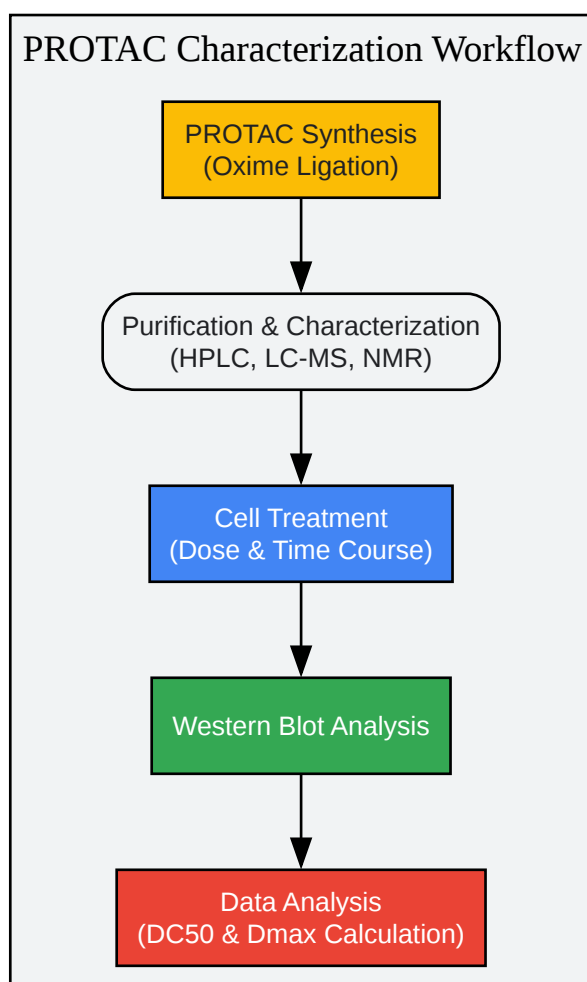 PROTAC Characterization Workflow
PROTAC Synthesis
(Oxime Ligation)
Purification & Characterization
(HPLC, LC-MS, NMR)
Cell Treatment
(Dose & Time Course)
Western Blot Analysis
Data Analysis
(DC50 & Dmax Calculation)